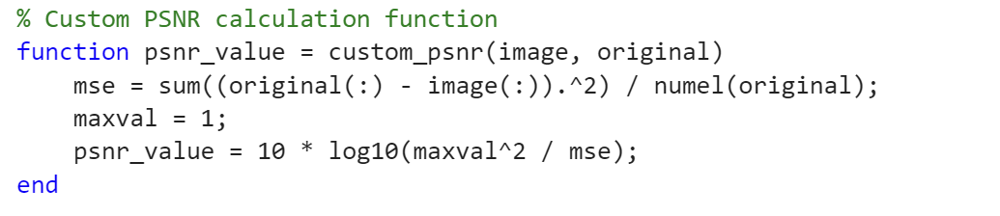 % Custom PSNR calculation function
function psnr_value = custom_psnr(image, original)
    mse = sum((original(:) - image(:)).^2) / numel(original);
    maxval = 1;
    psnr_value = 10 * log10(maxval^2 / mse);
end